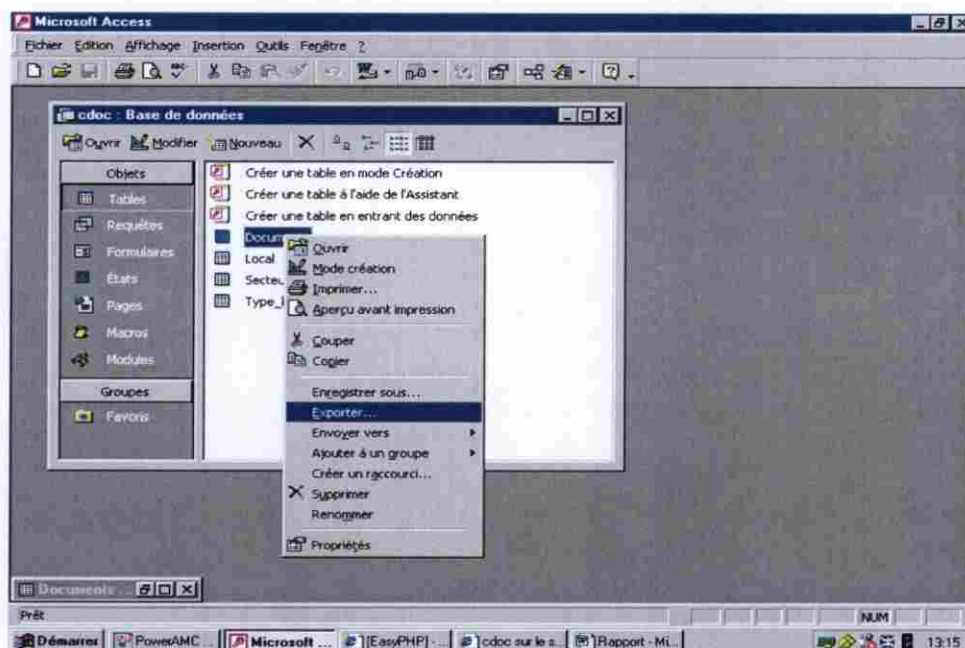 Microsoft Access
Fichier Edition Affichage Insertion Outils Fenêtre ?
cdoc : Base de données
Ouvrir Modifier Nouveau
Objets
Tables
Requêtes
Formulaires
États
Pages
Macros
Modules
Groupes
Favoris
Créer une table en mode Création
Créer une table à l'aide de l'Assistant
Créer une table en entrant des données
Docum
Local
Secteu
Type_
Ouvrir
Mode création
Imprimer...
Aperçu avant impression
Couper
Copier
Enregistrer sous...
Exporter...
Envoyer vers
Ajouter à un groupe
Créer un raccourci...
Supprimer
Renommer
Propriétés
Documents ...
Prêt
NUM
Démarrer PowerAMC ... Microsoft ... [EasyPHP] - ... cdoc sur le s... Rapport - Mi...
13:15